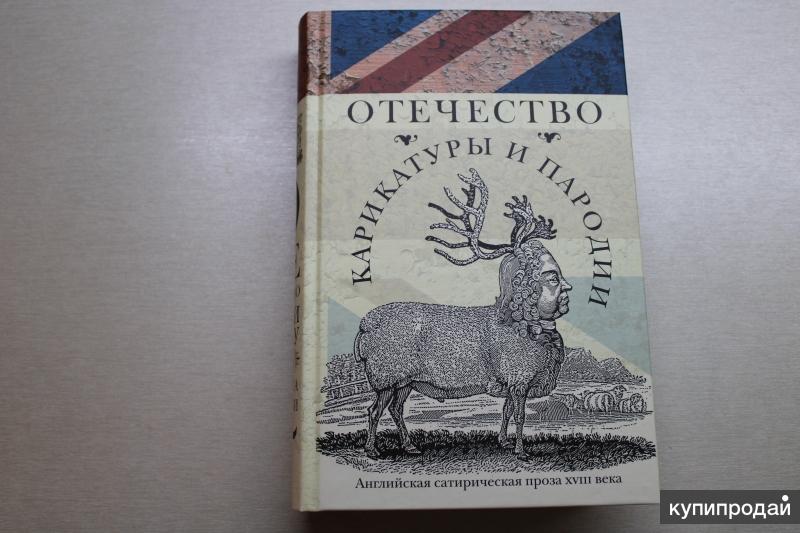 ОТЕЧЕСТВО
КАРИКАТУРЫ И ПАРОДИИ
Английская сатирическая проза XVIII века
купипродай